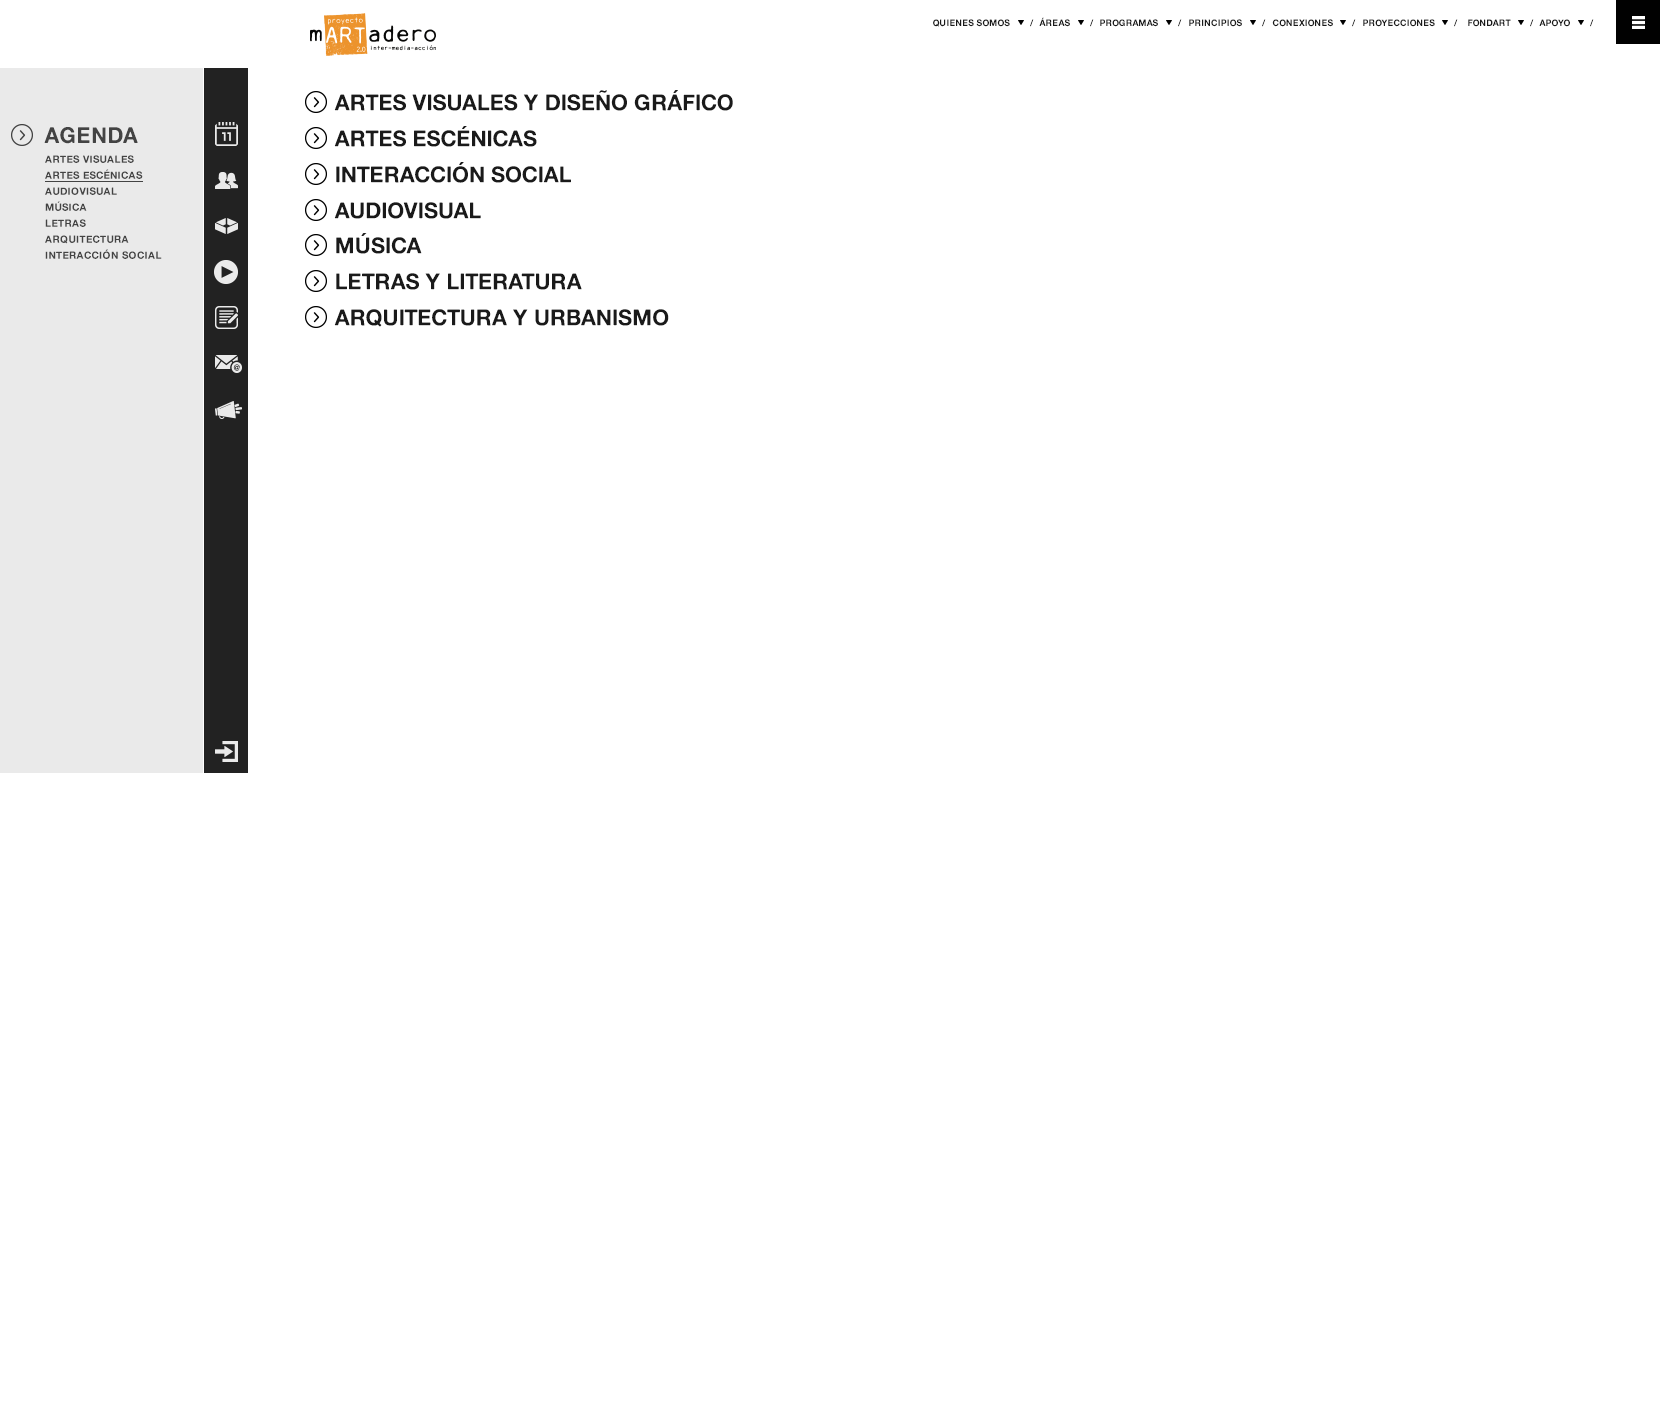 proyecto
mARTadero
2.0
inter-media-acción
QUIENES SOMOS ▼ / ÁREAS ▼ / PROGRAMAS ▼ / PRINCIPIOS ▼ / CONEXIONES ▼ / PROYECCIONES ▼ / FONDART ▼ / APOYO ▼ /
AGENDA
ARTES VISUALES
ARTES ESCÉNICAS
AUDIOVISUAL
MÚSICA
LETRAS
ARQUITECTURA
INTERACCIÓN SOCIAL
11
@
ARTES VISUALES Y DISEÑO GRÁFICO
ARTES ESCÉNICAS
INTERACCIÓN SOCIAL
AUDIOVISUAL
MÚSICA
LETRAS Y LITERATURA
ARQUITECTURA Y URBANISMO